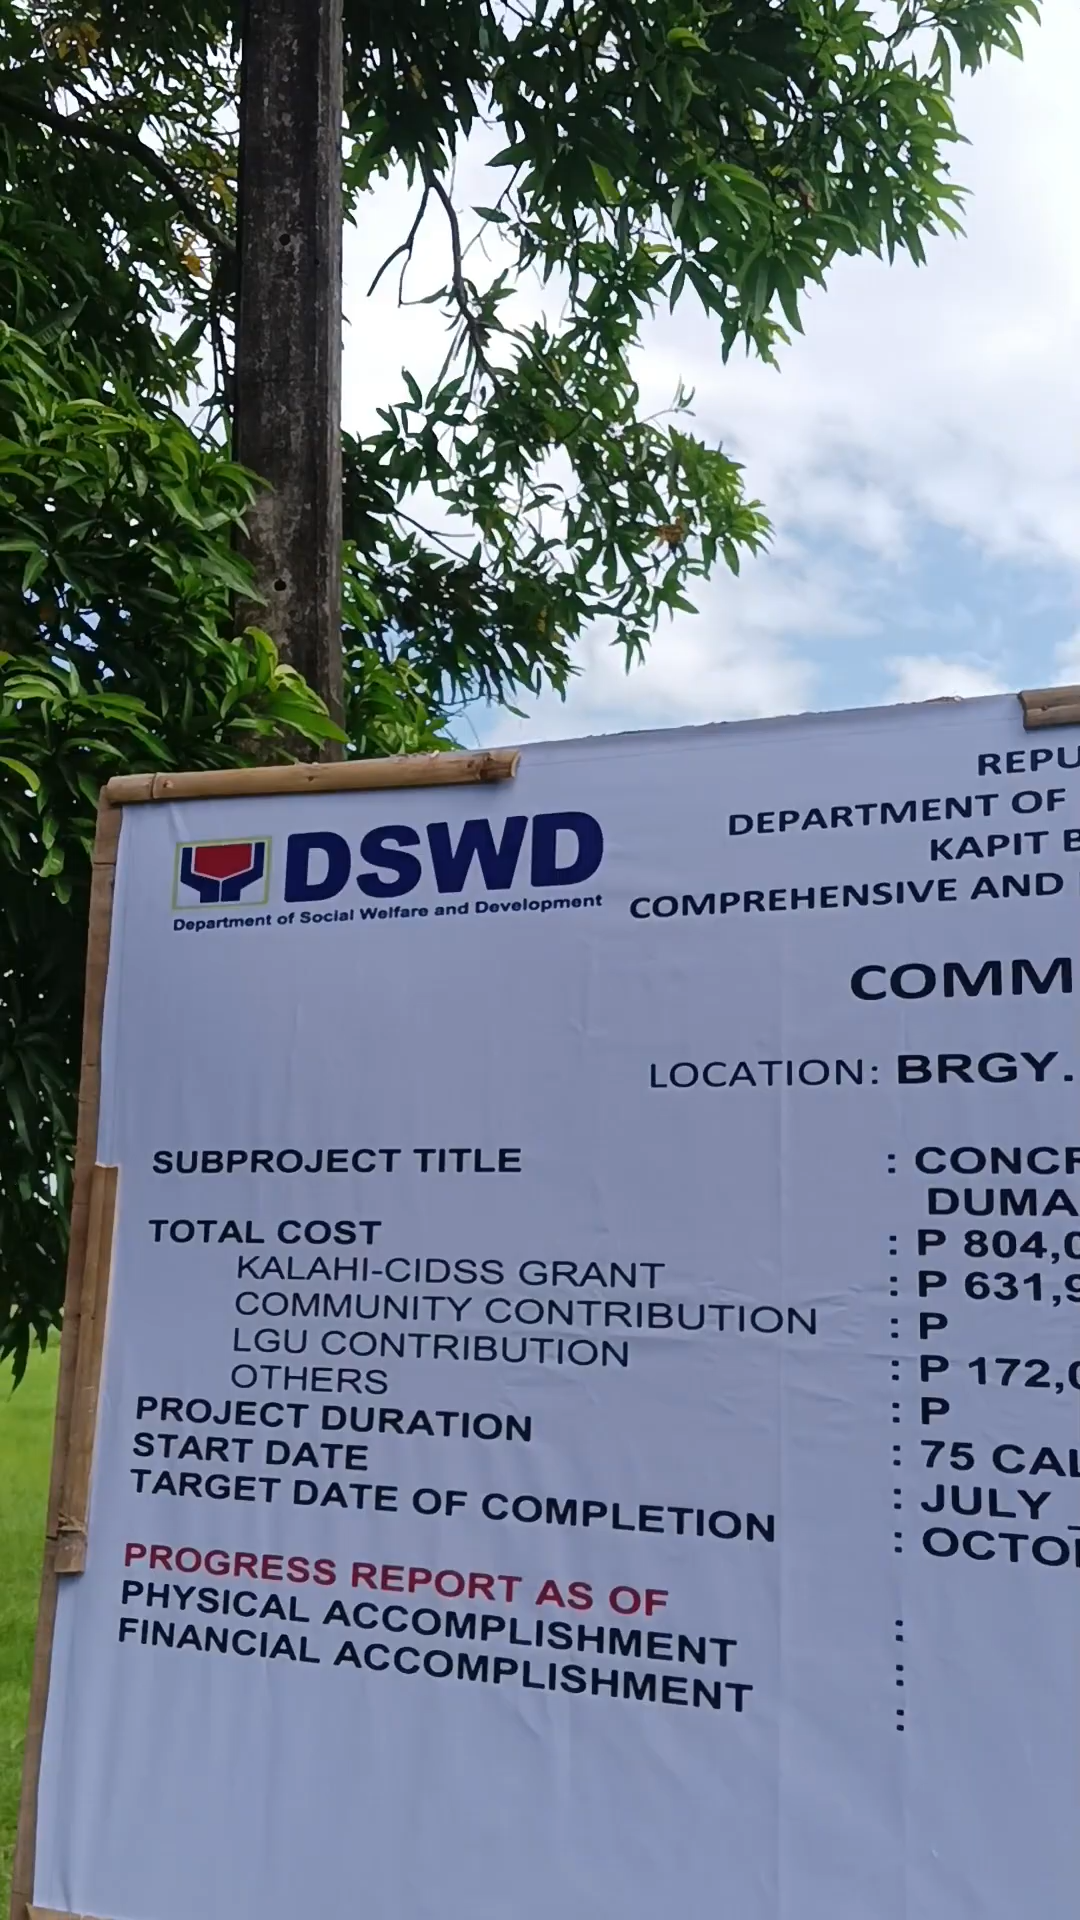 DSWD
Department of Social Welfare and Development
REPU
DEPARTMENT OF
KAPIT B
COMPREHENSIVE AND
COMM
LOCATION: BRGY.
SUBPROJECT TITLE : CONCR
DUMA
TOTAL COST : P 804,0
KALAHI-CIDSS GRANT : P 631,9
COMMUNITY CONTRIBUTION : P
LGU CONTRIBUTION : P 172,0
OTHERS : P
PROJECT DURATION : 75 CAL
START DATE : JULY
TARGET DATE OF COMPLETION : OCTO
PROGRESS REPORT AS OF :
PHYSICAL ACCOMPLISHMENT :
FINANCIAL ACCOMPLISHMENT :